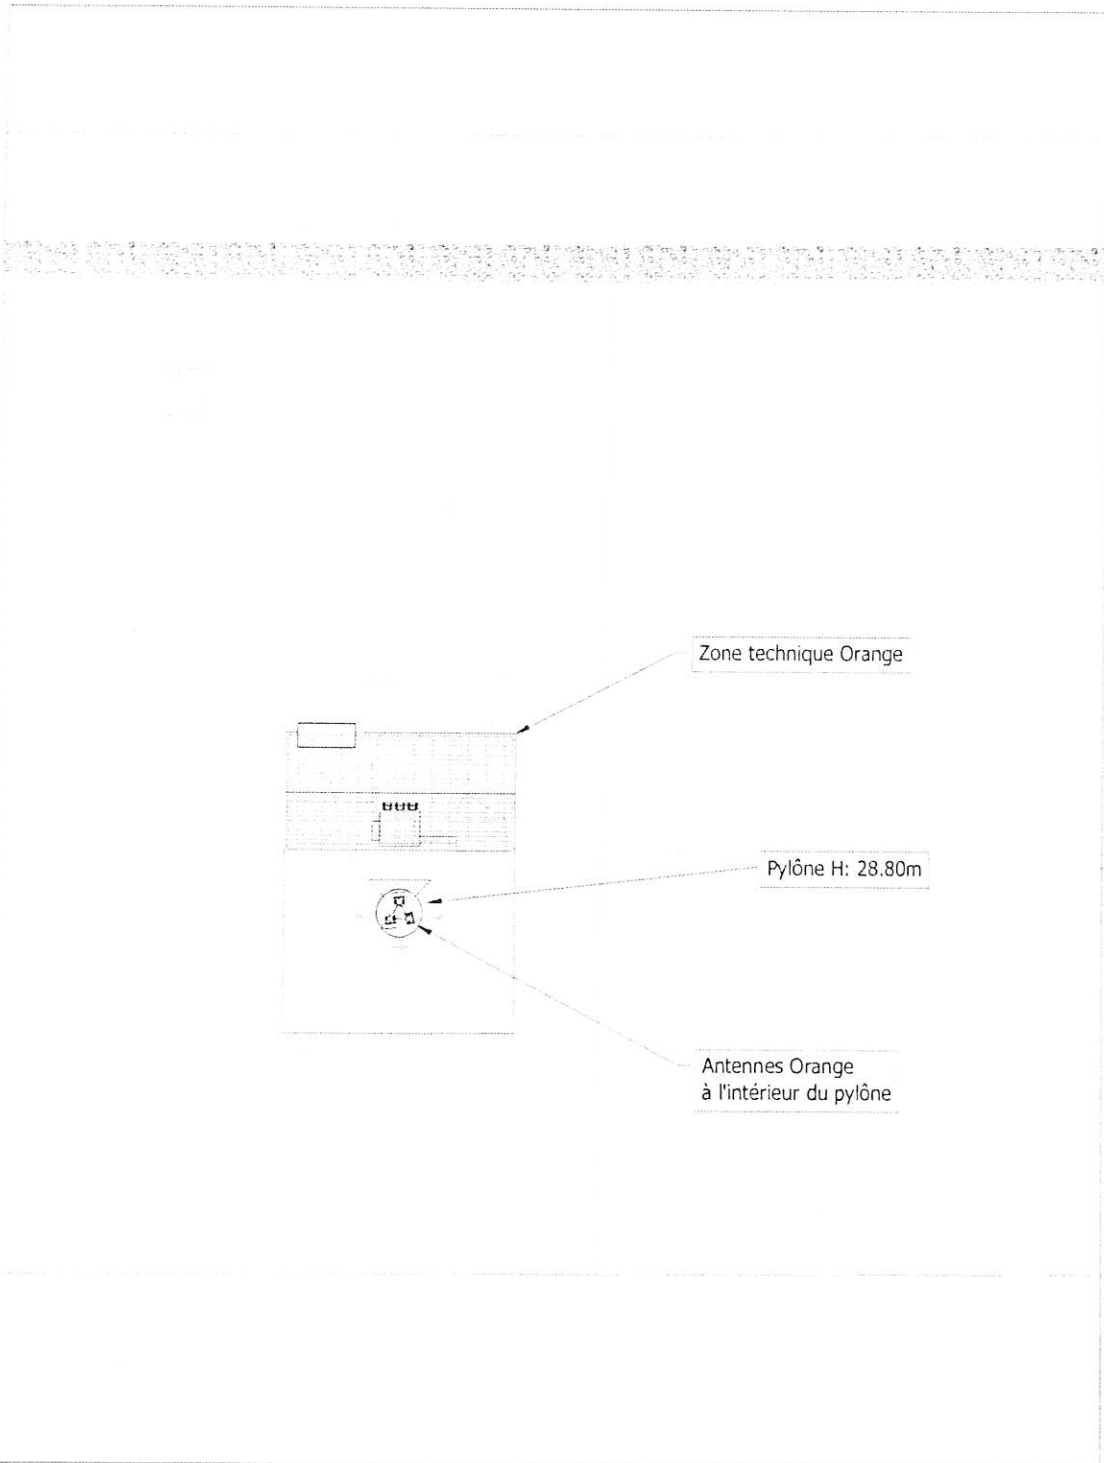 Zone technique Orange
Pylône H: 28.80m
Antennes Orange
à l'intérieur du pylône